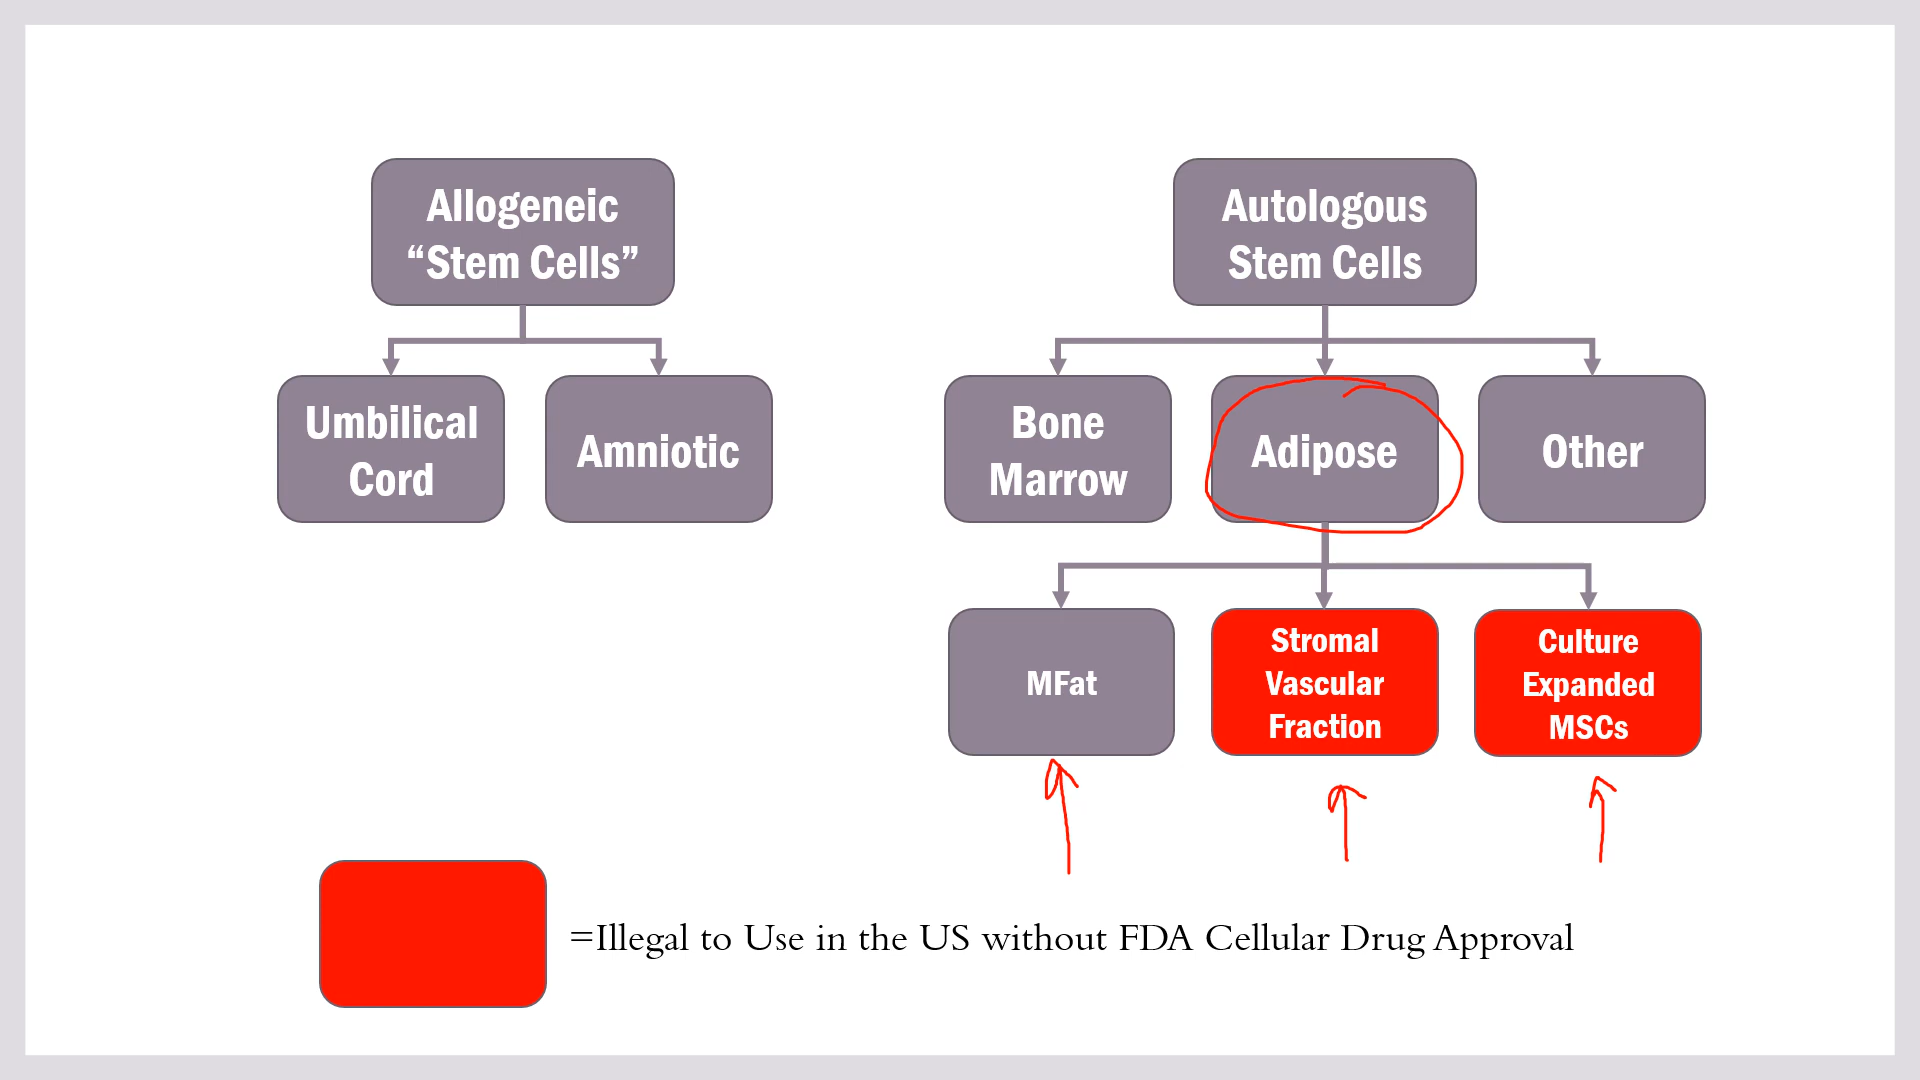 Allogeneic
“Stem Cells”
Umbilical
Cord
Amniotic
Autologous
Stem Cells
Bone
Marrow
Adipose
Other
MFat
Stromal
Vascular
Fraction
Culture
Expanded
MSCs
=Illegal to Use in the US without FDA Cellular Drug Approval